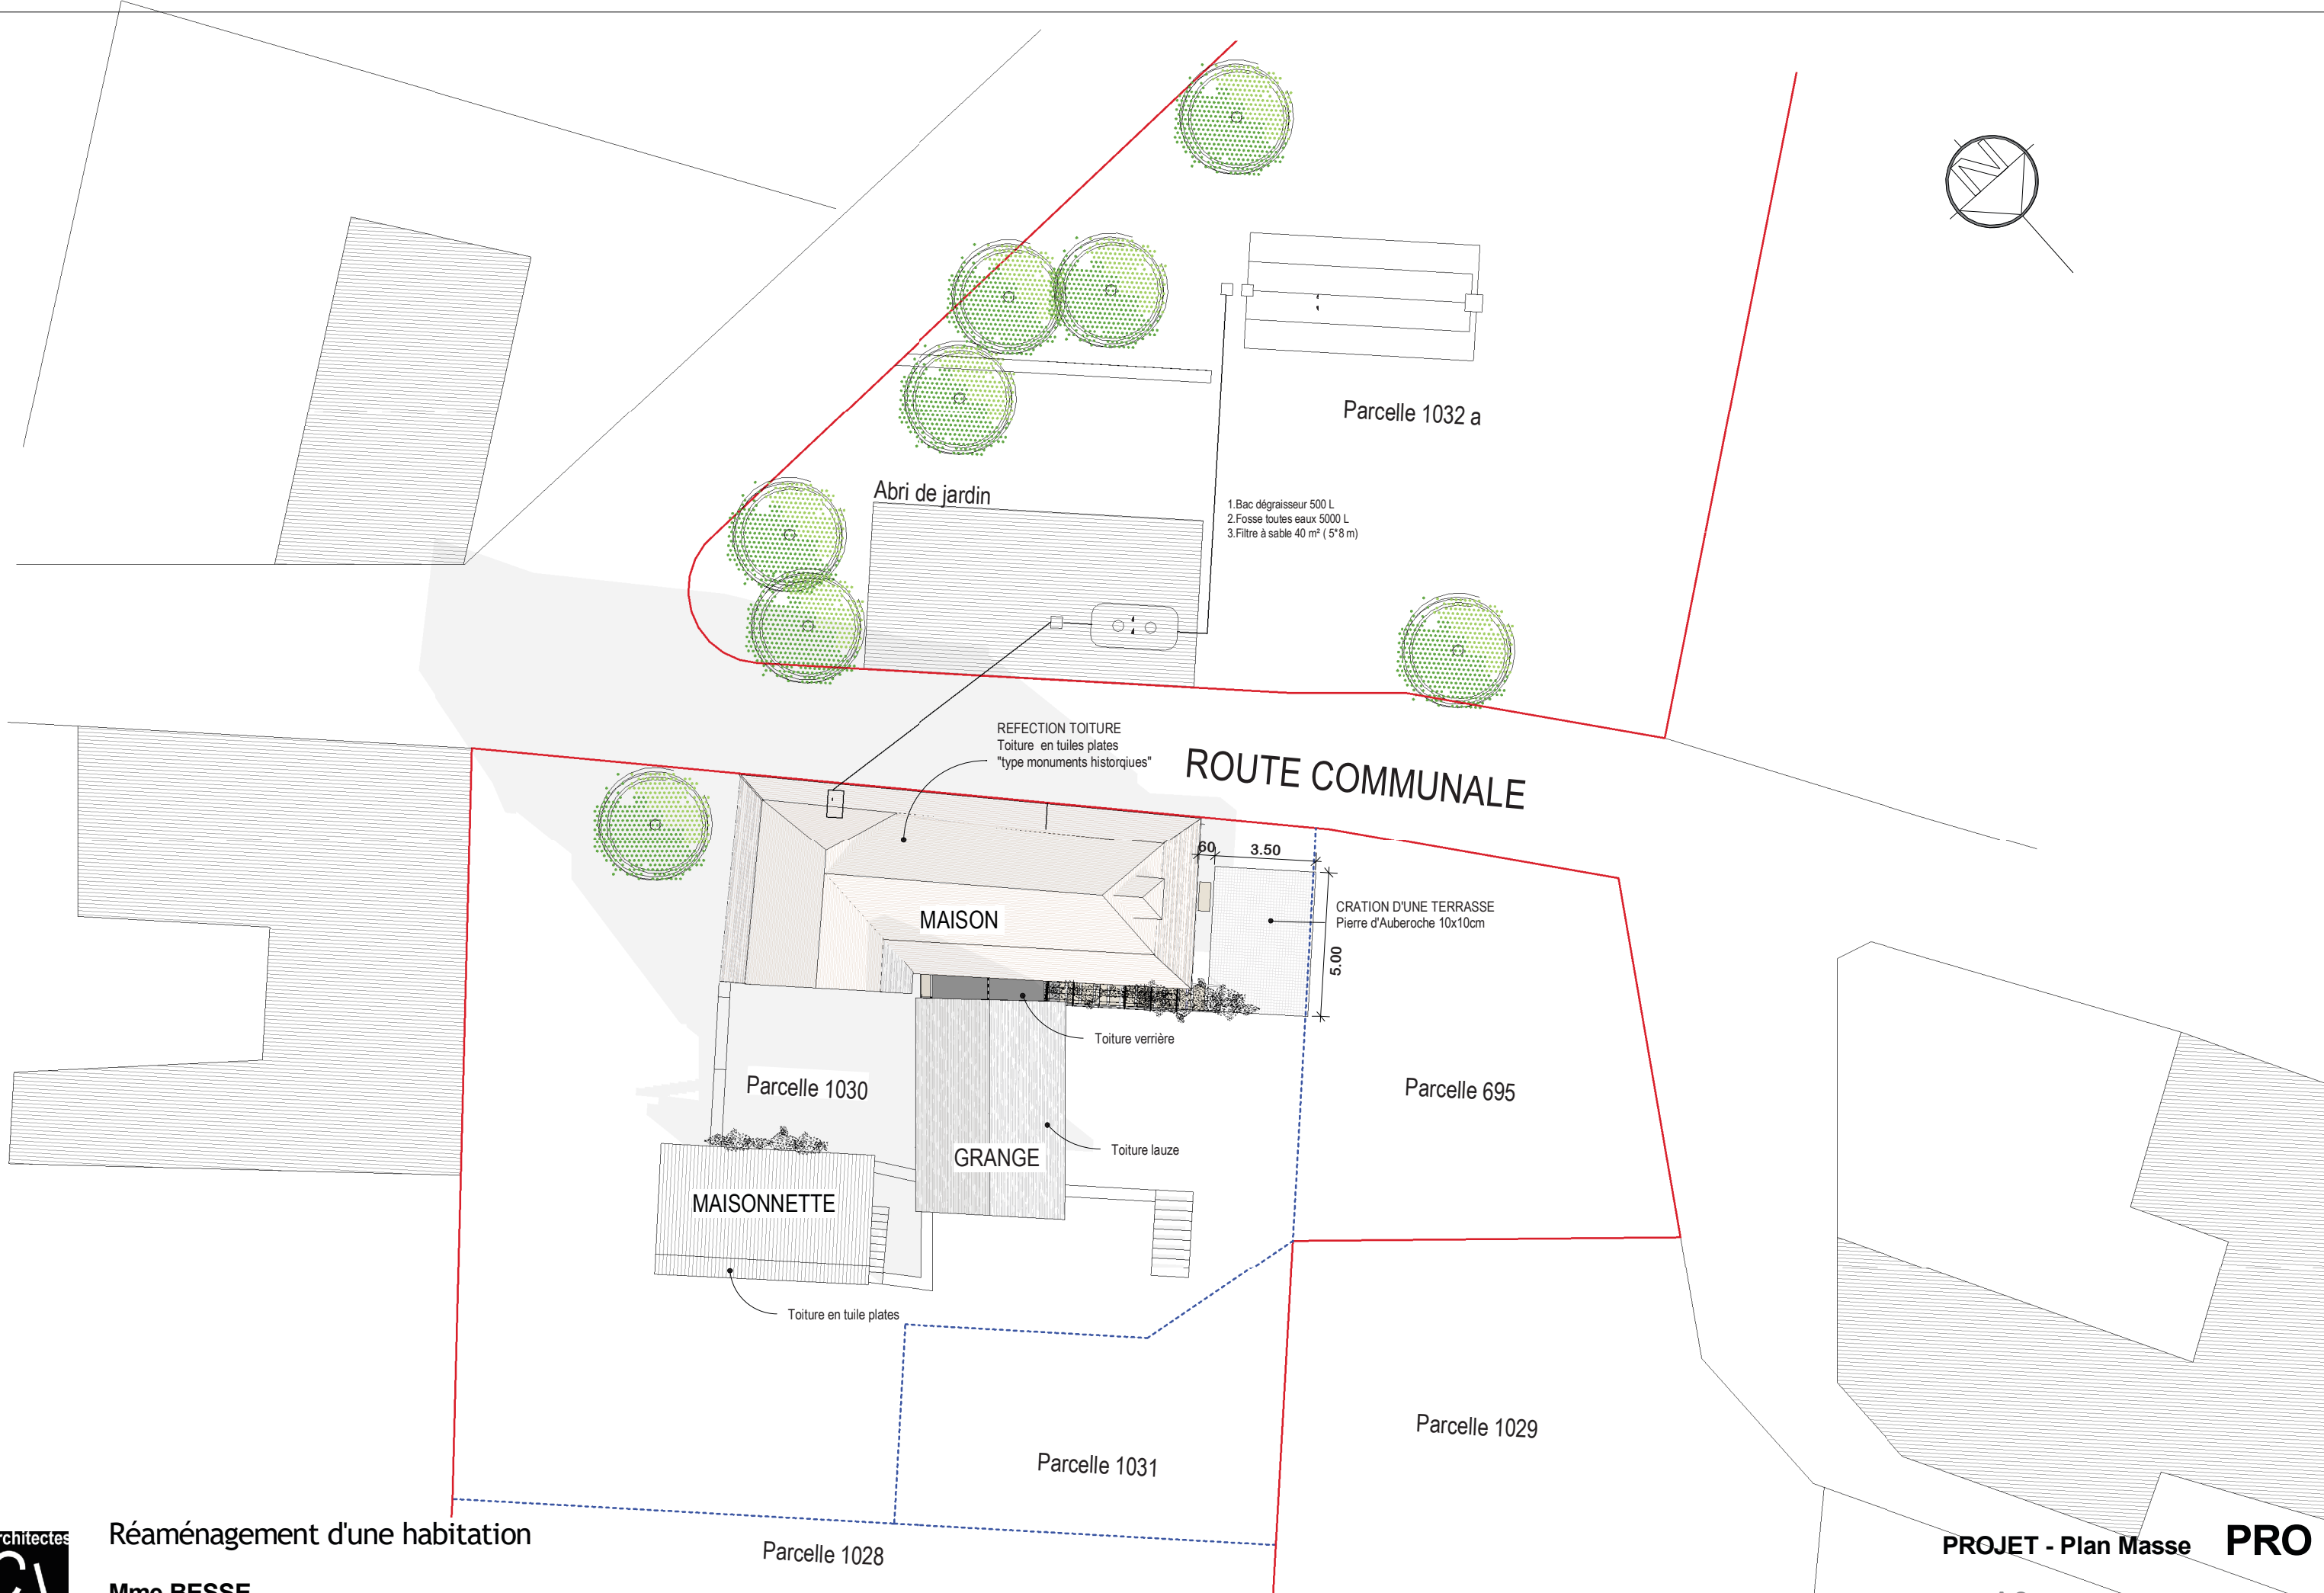 N
Parcelle 1032 a
Abri de jardin
1.Bac dégraisseur 500 L
2.Fosse toutes eaux 5000 L
3.Filtre à sable 40 m² ( 5*8 m)
REFECTION TOITURE
Toiture en tuiles plates
"type monuments historqiues"
ROUTE COMMUNALE
60
3.50
MAISON
CRATION D'UNE TERRASSE
Pierre d'Auberoche 10x10cm
5.00
Toiture verrière
Parcelle 1030
Parcelle 695
GRANGE
Toiture lauze
MAISONNETTE
Toiture en tuile plates
Parcelle 1029
Parcelle 1031
Parcelle 1028
rchitectes
Réaménagement d'une habitation
Mme BESSE
PROJET - Plan Masse
PRO